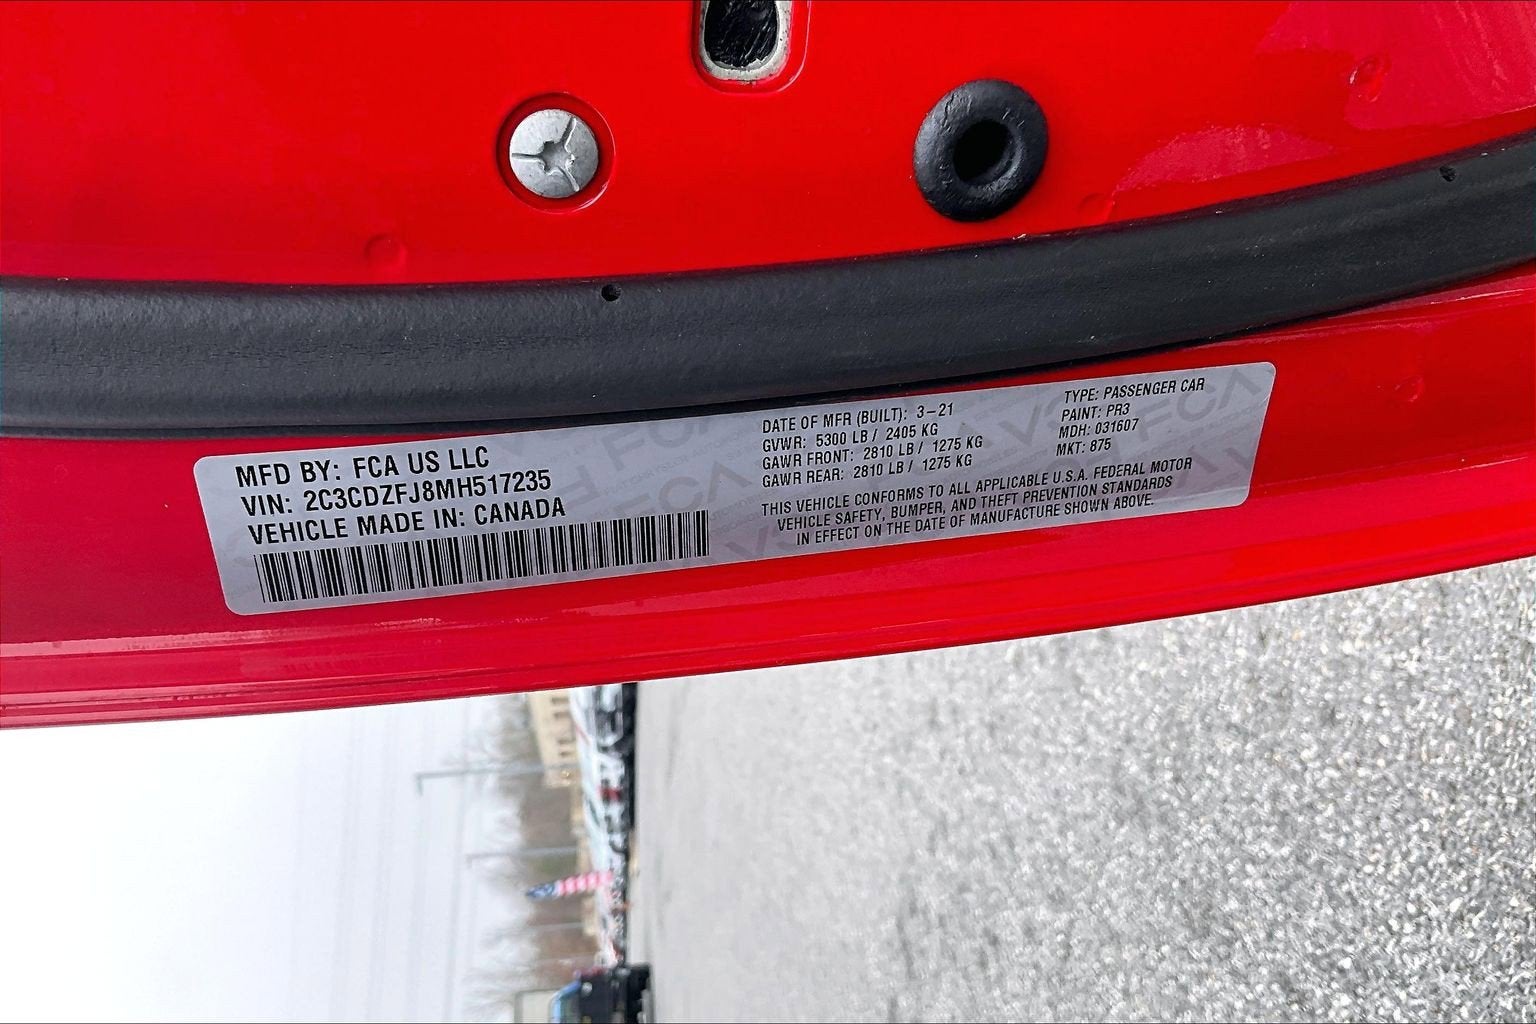 MFD BY: FCA US LLC
VIN: 2C3CDZFJ8MH517235
VEHICLE MADE IN: CANADA
DATE OF MFR (BUILT): 3-21
GVWR: 5300 LB / 2405 KG
GAWR FRONT: 2810 LB / 1275 KG
GAWR REAR: 2810 LB / 1275 KG
TYPE: PASSENGER CAR
PAINT: PR3
MDH: 031607
MKT: 875
THIS VEHICLE CONFORMS TO ALL APPLICABLE U.S.A. FEDERAL MOTOR
VEHICLE SAFETY, BUMPER, AND THEFT PREVENTION STANDARDS
IN EFFECT ON THE DATE OF MANUFACTURE SHOWN ABOVE.